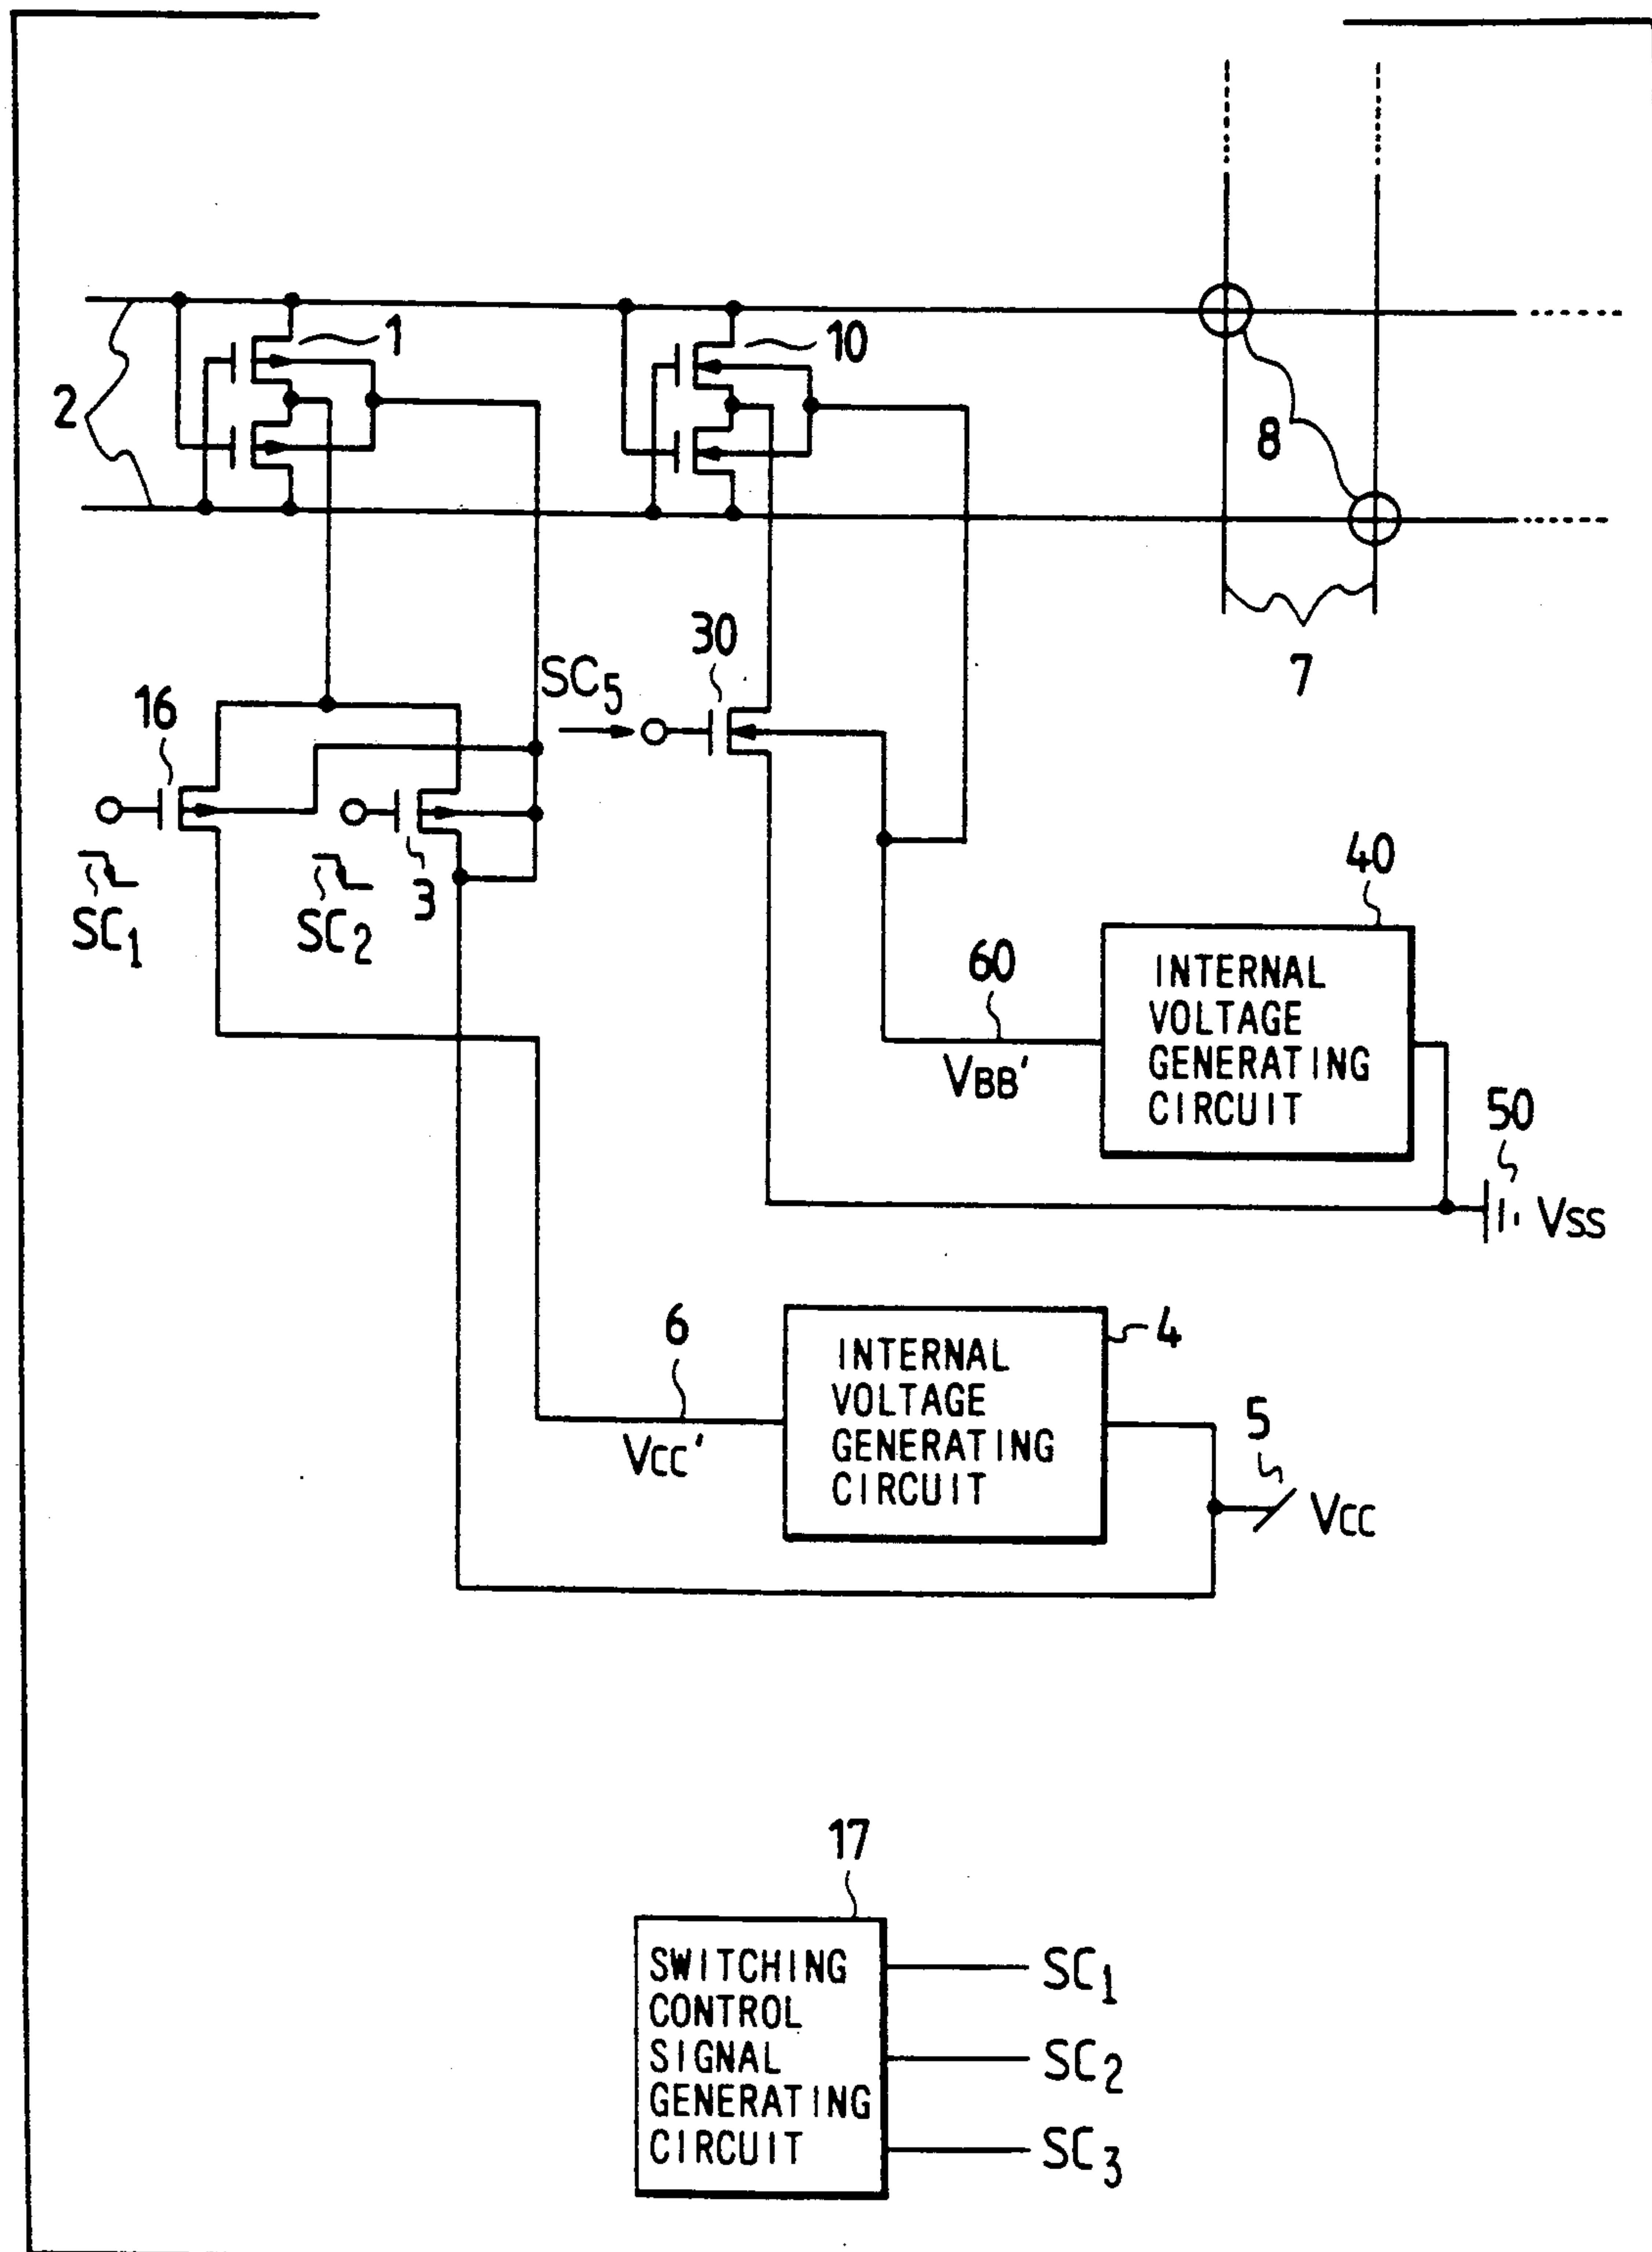 1
10
2
8
30
7
SC5
16
40
3
SC1
SC2
60
INTERNAL
VOLTAGE
GENERATING
CIRCUIT
VBB'
50
VSS
6
4
INTERNAL
VOLTAGE
GENERATING
CIRCUIT
5
VCC'
VCC
17
SWITCHING
CONTROL
SIGNAL
GENERATING
CIRCUIT
SC1
SC2
SC3